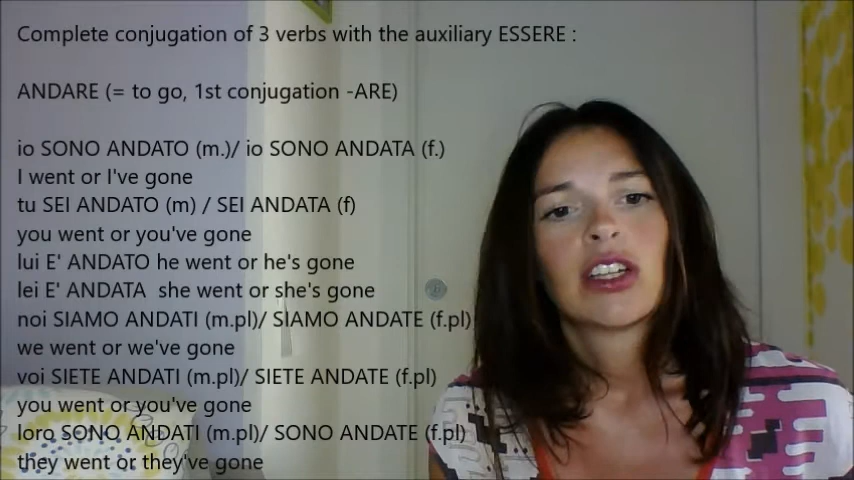 Complete conjugation of 3 verbs with the auxiliary ESSERE :
ANDARE (= to go, 1st conjugation -ARE)
io SONO ANDATO (m.)/ io SONO ANDATA (f.)
I went or I've gone
tu SEI ANDATO (m) / SEI ANDATA (f)
you went or you've gone
lui E' ANDATO he went or he's gone
lei E' ANDATA  she went or she's gone
noi SIAMO ANDATI (m.pl)/ SIAMO ANDATE (f.pl)
we went or we've gone
voi SIETE ANDATI (m.pl)/ SIETE ANDATE (f.pl)
you went or you've gone
loro SONO ANDATI (m.pl)/ SONO ANDATE (f.pl)
they went or they've gone